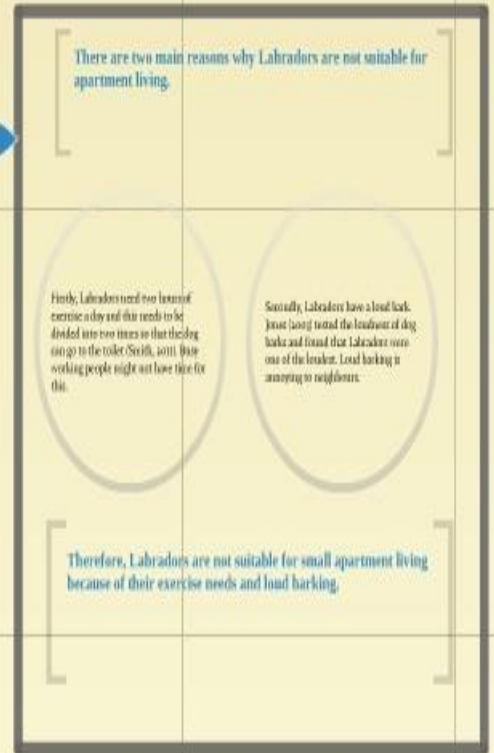 There are two main reasons why Labradors are not suitable for
apartment living.
Firstly, Labradors need two hours of
exercise a day and this needs to be
divided into two times so that the dog
can go to the toilet (Smith, 2011). Busy
working people might not have time for
this.
Secondly, Labradors have a loud bark.
Jones (2003) tested the loudness of dog
barks and found that Labradors were
one of the loudest. Loud barking is
annoying to neighbours.
Therefore, Labradors are not suitable for small apartment living
because of their exercise needs and loud barking.